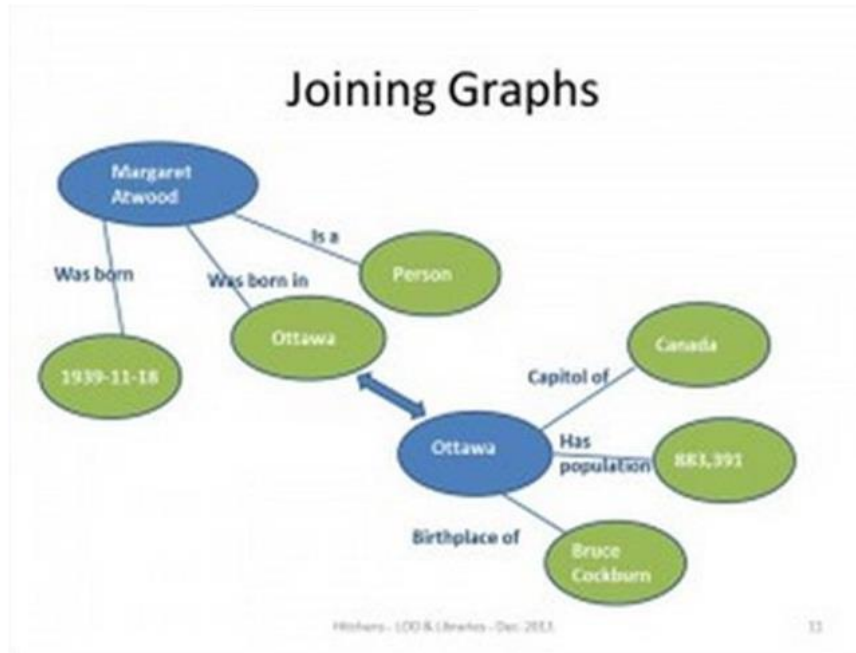 Joining Graphs
Margaret
Atwood
Is a
Was born
Was born in
Person
Ottawa
1939-11-18
Canada
Capitol of
Ottawa
Has
population
883,391
Birthplace of
Bruce
Cockburn
LOD & Libraries - Dec. 2013
11